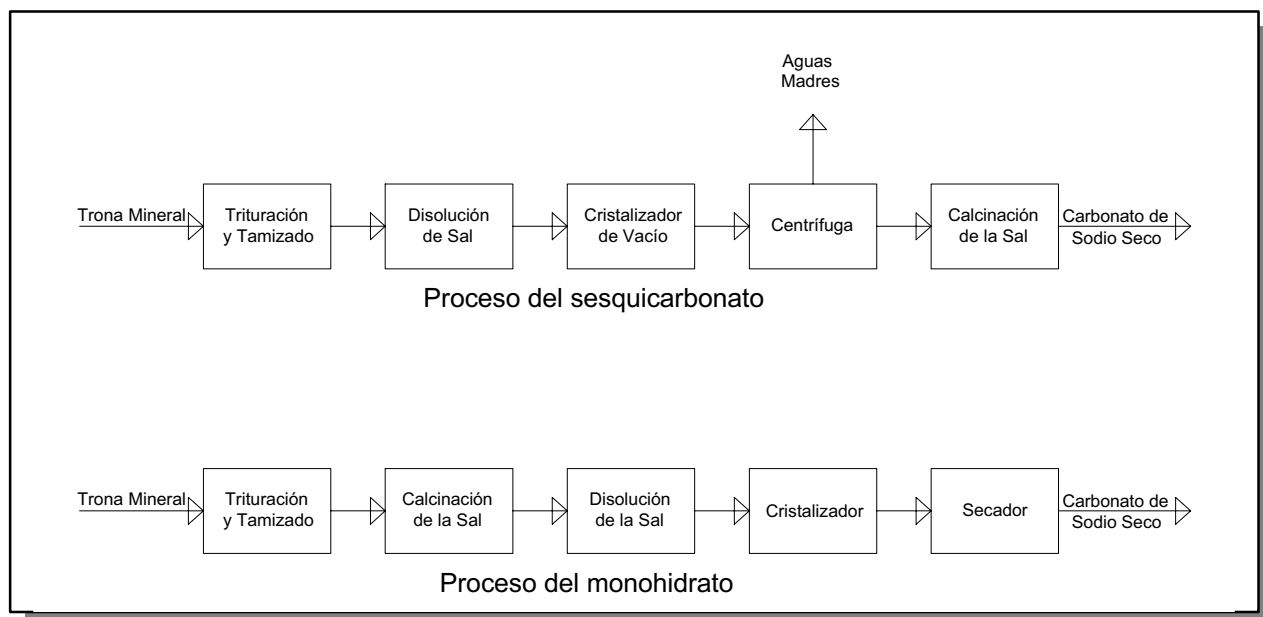 Aguas
Madres
Trona Mineral
Trituración
y Tamizado
Disolución
de Sal
Cristalizador
de Vacío
Centrífuga
Calcinación
de la Sal
Carbonato de
Sodio Seco
Proceso del sesquicarbonato
Trona Mineral
Trituración
y Tamizado
Calcinación
de la Sal
Disolución
de la Sal
Cristalizador
Secador
Carbonato de
Sodio Seco
Proceso del monohidrato